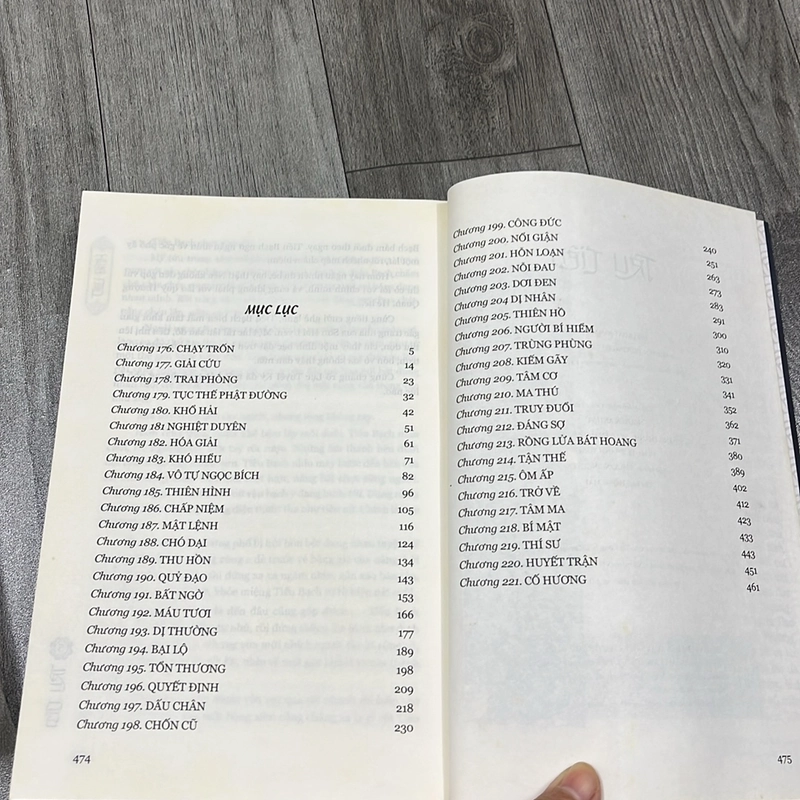 MỤC LỤC
Chương 176. CHẠY TRỐN 5
Chương 177. GIẢI CỨU 14
Chương 178. TRAI PHÒNG 23
Chương 179. TỤC THẾ PHẬT ĐƯỜNG 32
Chương 180. KHỔ HẢI 42
Chương 181 NGHIỆT DUYÊN 51
Chương 182. HÓA GIẢI 61
Chương 183. KHÓ HIỂU 71
Chương 184. VÔ TỰ NGỌC BÍCH 82
Chương 185. THIÊN HÌNH 96
Chương 186. CHẤP NIỆM 105
Chương 187. MẬT LỆNH 116
Chương 188. CHÓ DẠI 124
Chương 189. THU HỒN 134
Chương 190. QUỶ ĐẠO 143
Chương 191. BẤT NGỜ 153
Chương 192. MÁU TƯƠI 166
Chương 193. DỊ THƯỜNG 177
Chương 194. BẠI LỘ 189
Chương 195. TỔN THƯƠNG 198
Chương 196. QUYẾT ĐỊNH 209
Chương 197. DẤU CHÂN 218
Chương 198. CHỐN CŨ 230
474
Chương 199. CÔNG ĐỨC 240
Chương 200. NỔI GIẬN 251
Chương 201. HỖN LOẠN 263
Chương 202. NỖI ĐAU 273
Chương 203. DƠI ĐEN 283
Chương 204 DỊ NHÂN 291
Chương 205. THIÊN HỒ 300
Chương 206. NGƯỜI BÍ HIỂM 310
Chương 207. TRÙNG PHÙNG 320
Chương 208. KIẾM GÃY 331
Chương 209. TÂM CƠ 341
Chương 210. MA THÚ 352
Chương 211. TRUY ĐUỔI 362
Chương 212. ĐÁNG SỢ 371
Chương 213. RỒNG LỬA BÁT HOANG 380
Chương 214. TẬN THẾ 389
Chương 215. ÔM ẤP 402
Chương 216. TRỞ VỀ 412
Chương 217. TÂM MA 423
Chương 218. BÍ MẬT 433
Chương 219. THÍ SƯ 443
Chương 220. HUYẾT TRẬN 451
Chương 221. CỐ HƯƠNG 461
475